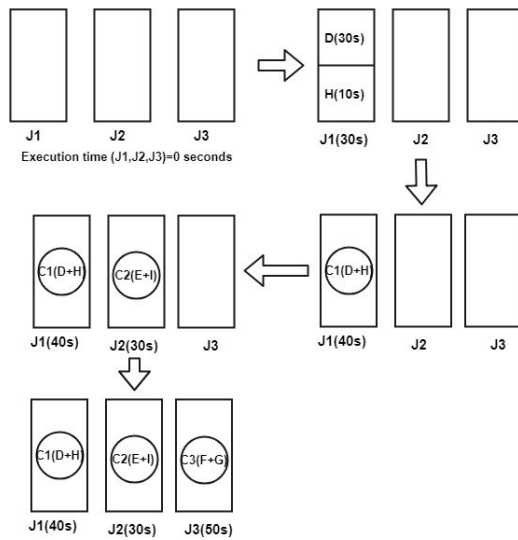 D(30s)
H(10s)
J1
J2
J3
Execution time (J1,J2,J3)=0 seconds
J1(30s)
J2
J3
C1(D+H)
J1(40s)
J2
J3
C1(D+H)
C2(E+I)
J1(40s)
J2(30s)
J3
C1(D+H)
C2(E+I)
C3(F+G)
J1(40s)
J2(30s)
J3(50s)